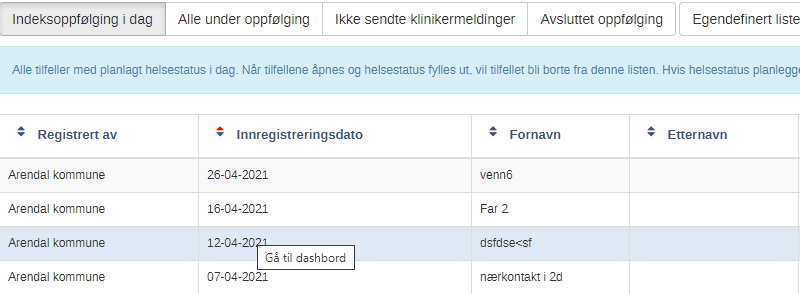 Indeksoppfølging i dag Alle under oppfølging Ikke sendte klinikermeldinger Avsluttet oppfølging Egendefinert liste
Alle tilfeller med planlagt helsestatus i dag. Når tilfellene åpnes og helsestatus fylles ut, vil tilfellet bli borte fra denne listen. Hvis helsestatus planlegge
Registrert av Innregistreringsdato Fornavn Etternavn
Arendal kommune 26-04-2021 venn6
Arendal kommune 16-04-2021 Far 2
Arendal kommune 12-04-2021 dsfdse<sf
Gå til dashbord
Arendal kommune 07-04-2021 nærkontakt i 2d